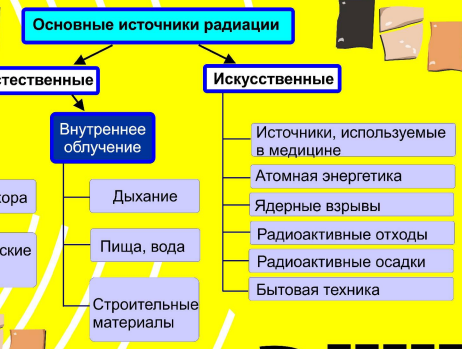 Основные источники радиации
Искусственные
Внутреннее
облучение
Источники, используемые
в медицине
Дыхание
Атомная энергетика
Ядерные взрывы
Пища, вода
Радиоактивные отходы
Радиоактивные осадки
Строительные
материалы
Бытовая техника